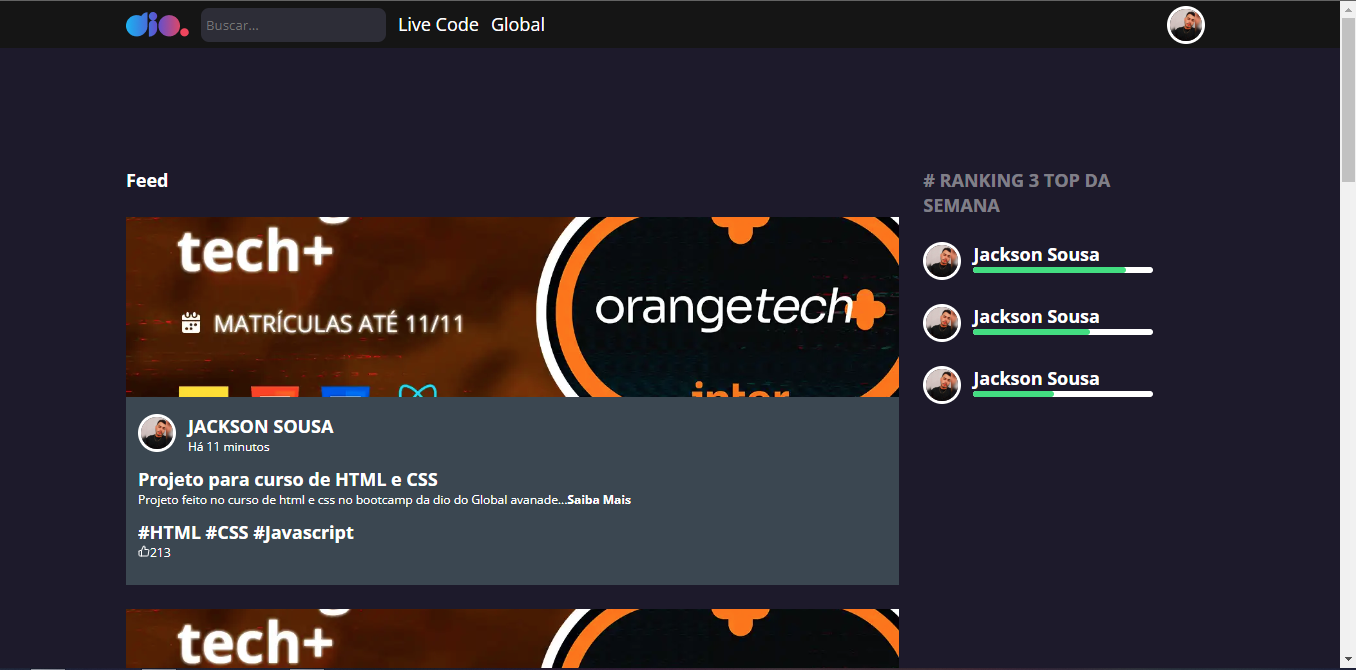 dio.
Buscar...
Live Code
Global
Feed
# RANKING 3 TOP DA
SEMANA
tech+
MATRÍCULAS ATÉ 11/11
orangetech+
inter
Jackson Sousa
Jackson Sousa
Jackson Sousa
JACKSON SOUSA
Há 11 minutos
Projeto para curso de HTML e CSS
Projeto feito no curso de html e css no bootcamp da dio do Global avanade...Saiba Mais
#HTML #CSS #Javascript
213
tech+